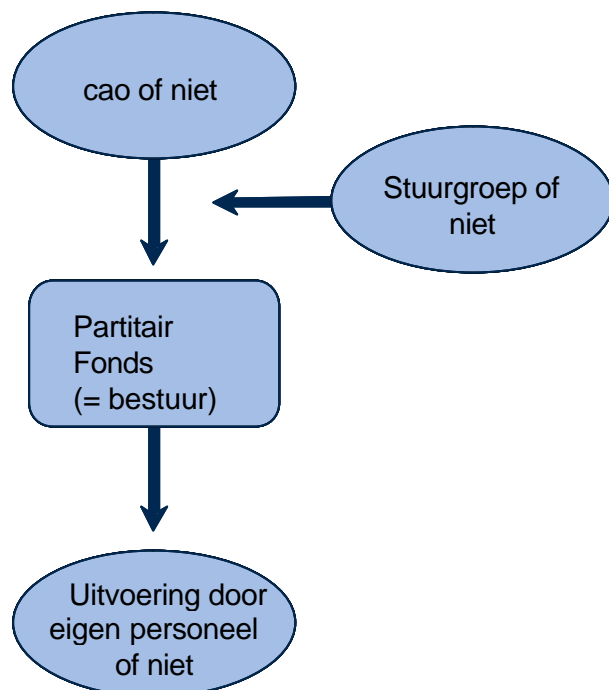 cao of niet
Stuurgroep of
niet
Partitair
Fonds
(= bestuur)
Uitvoering door
eigen personeel
of niet